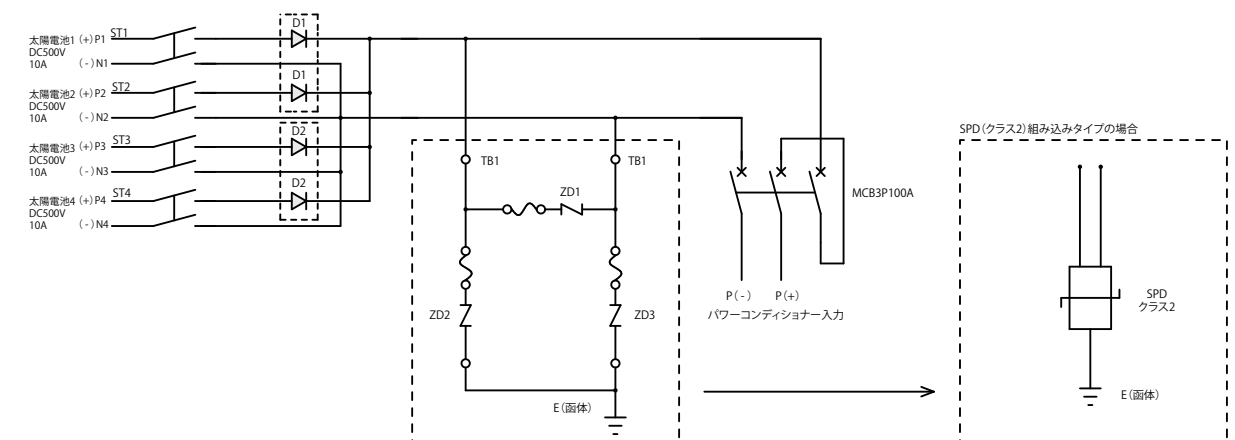 太陽電池1 (+)P1 ST1
DC500V
10A (-)N1
D1
太陽電池2 (+)P2 ST2
DC500V
10A (-)N2
D1
太陽電池3 (+)P3 ST3
DC500V
10A (-)N3
D2
太陽電池4 (+)P4 ST4
DC500V
10A (-)N4
D2
TB1
TB1
ZD1
ZD2
ZD3
E(函体)
MCB3P100A
P(-) P(+)
パワーコンディショナー入力
SPD(クラス2)組み込みタイプの場合
SPD
クラス2
E(函体)